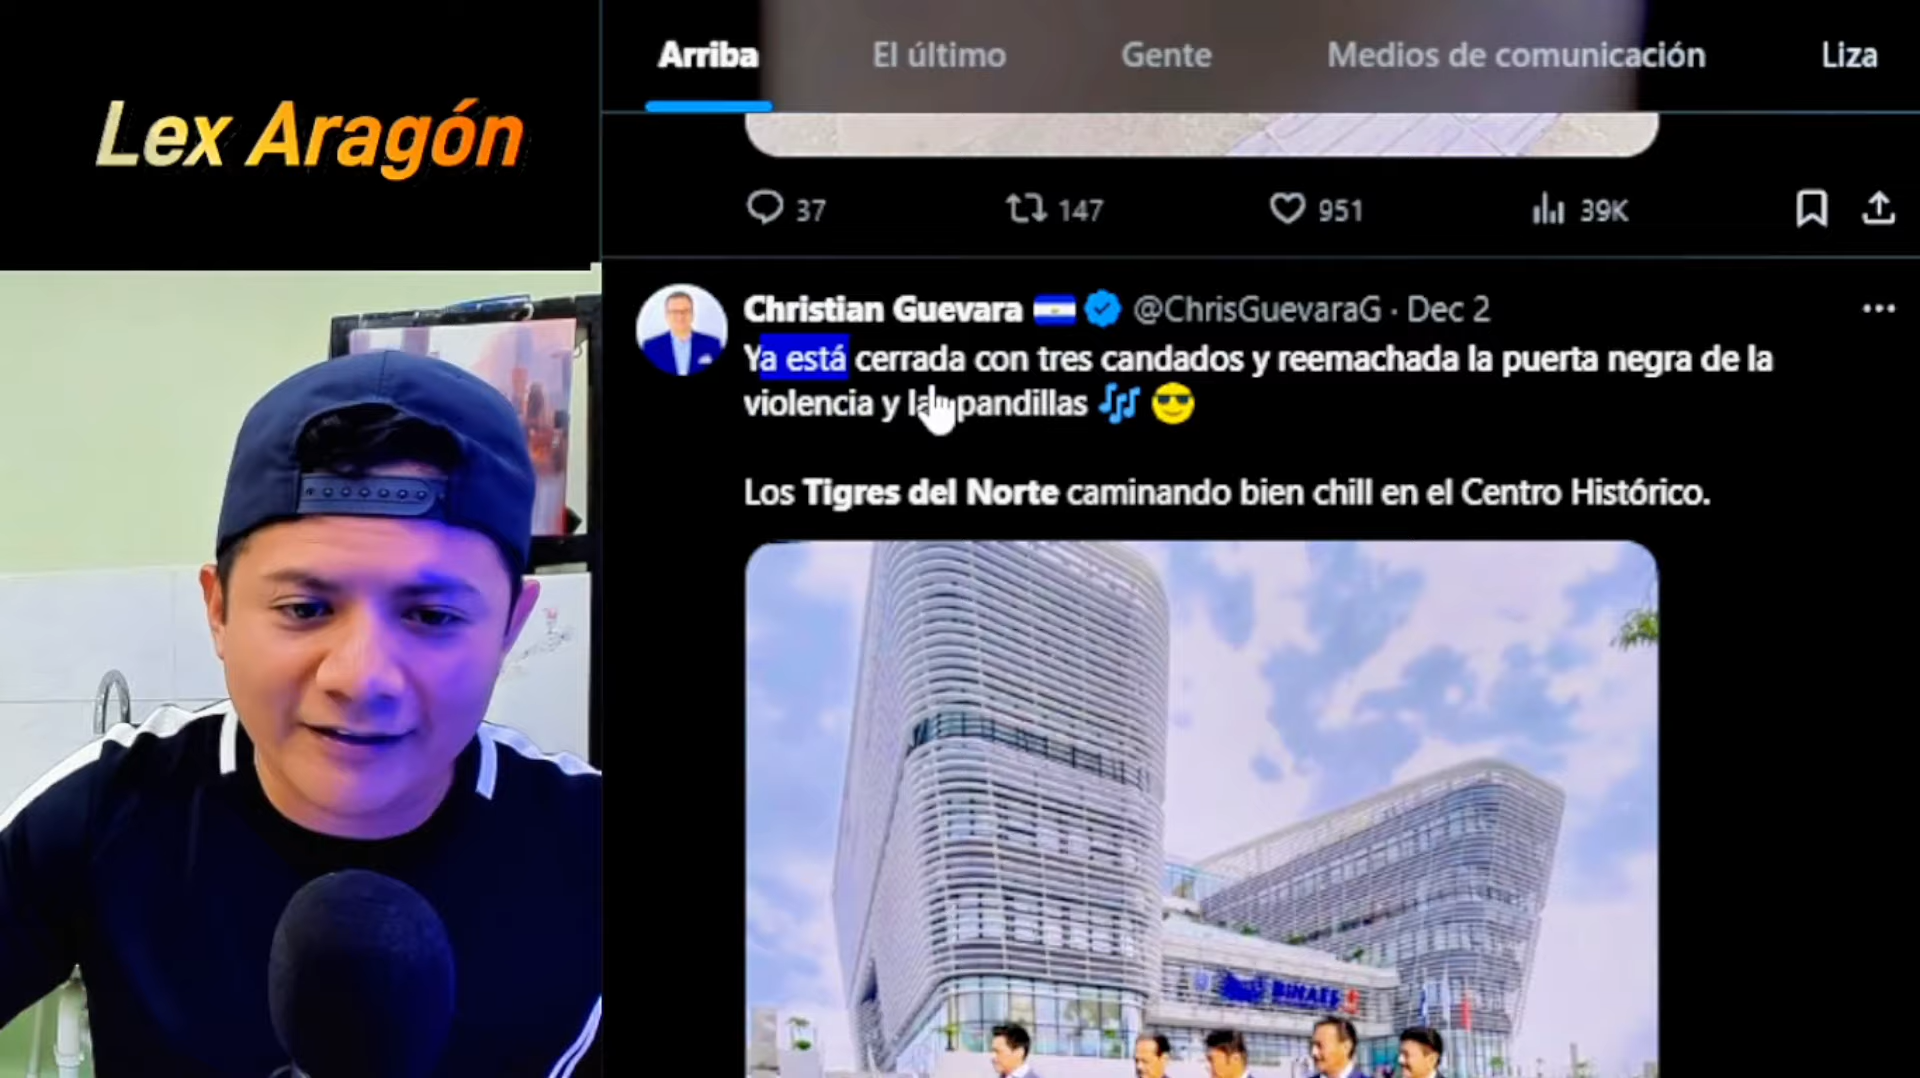 Lex Aragón
Arriba
El último
Gente
Medios de comunicación
Liza
37
147
951
39K
Christian Guevara @ChrisGuevaraG · Dec 2
Ya está cerrada con tres candados y reemachada la puerta negra de la
violencia y la pandillas
Los Tigres del Norte caminando bien chill en el Centro Histórico.
BINAES